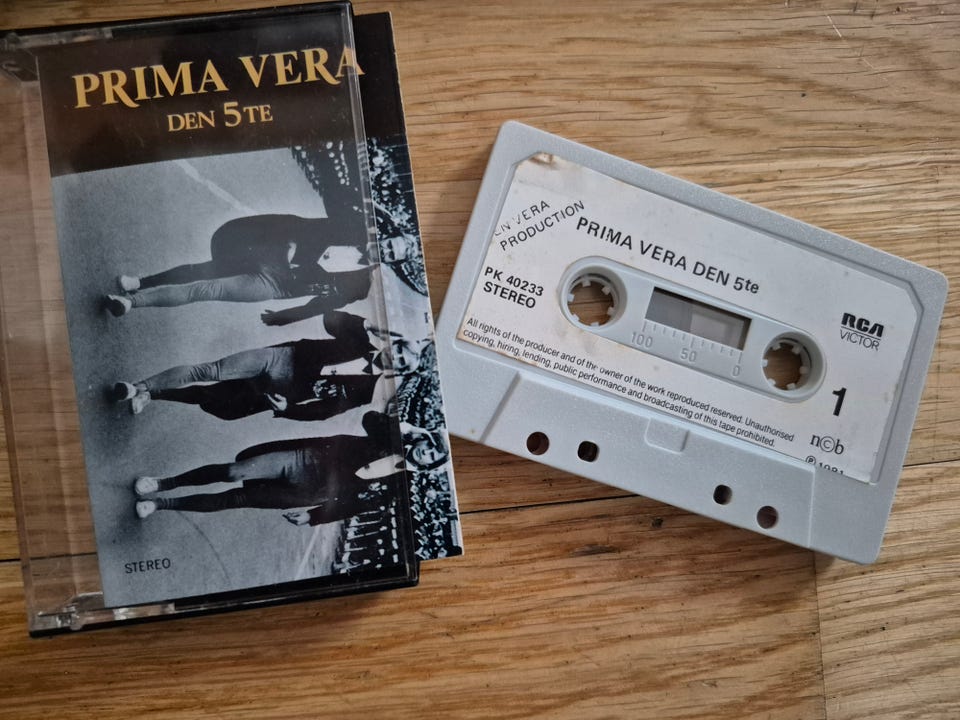 PRIMA VERA
DEN 5TE
STEREO
EN VERA
PRODUCTION
PRIMA VERA DEN 5te
PK 40233
STEREO
RCA
VICTOR
100 50 0
1
All rights of the producer and of the owner of the work reproduced reserved. Unauthorised
copying, hiring, lending, public performance and broadcasting of this tape prohibited.
n©b
℗ 1981